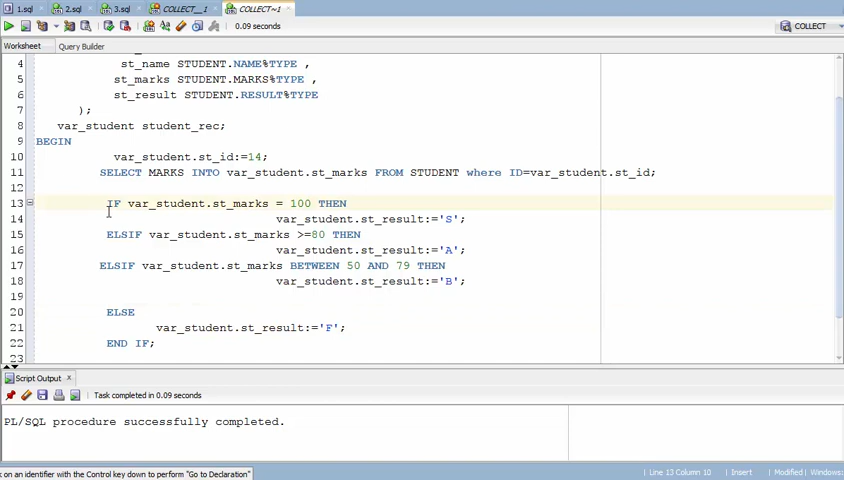 1.sql 2.sql 3.sql COLLECT__1 COLLECT~1
0.09 seconds COLLECT
Worksheet Query Builder
4 st_name STUDENT.NAME%TYPE ,
5 st_marks STUDENT.MARKS%TYPE ,
6 st_result STUDENT.RESULT%TYPE
7 );
8 var_student student_rec;
9 BEGIN
10 var_student.st_id:=14;
11 SELECT MARKS INTO var_student.st_marks FROM STUDENT where ID=var_student.st_id;
12
13 IF var_student.st_marks = 100 THEN
14 var_student.st_result:='S';
15 ELSIF var_student.st_marks >=80 THEN
16 var_student.st_result:='A';
17 ELSIF var_student.st_marks BETWEEN 50 AND 79 THEN
18 var_student.st_result:='B';
19
20 ELSE
21 var_student.st_result:='F';
22 END IF;
23
Script Output x
Task completed in 0.09 seconds
PL/SQL procedure successfully completed.
k on an identifier with the Control key down to perform "Go to Declaration"
Line 13 Column 10 Insert Modified Windows: